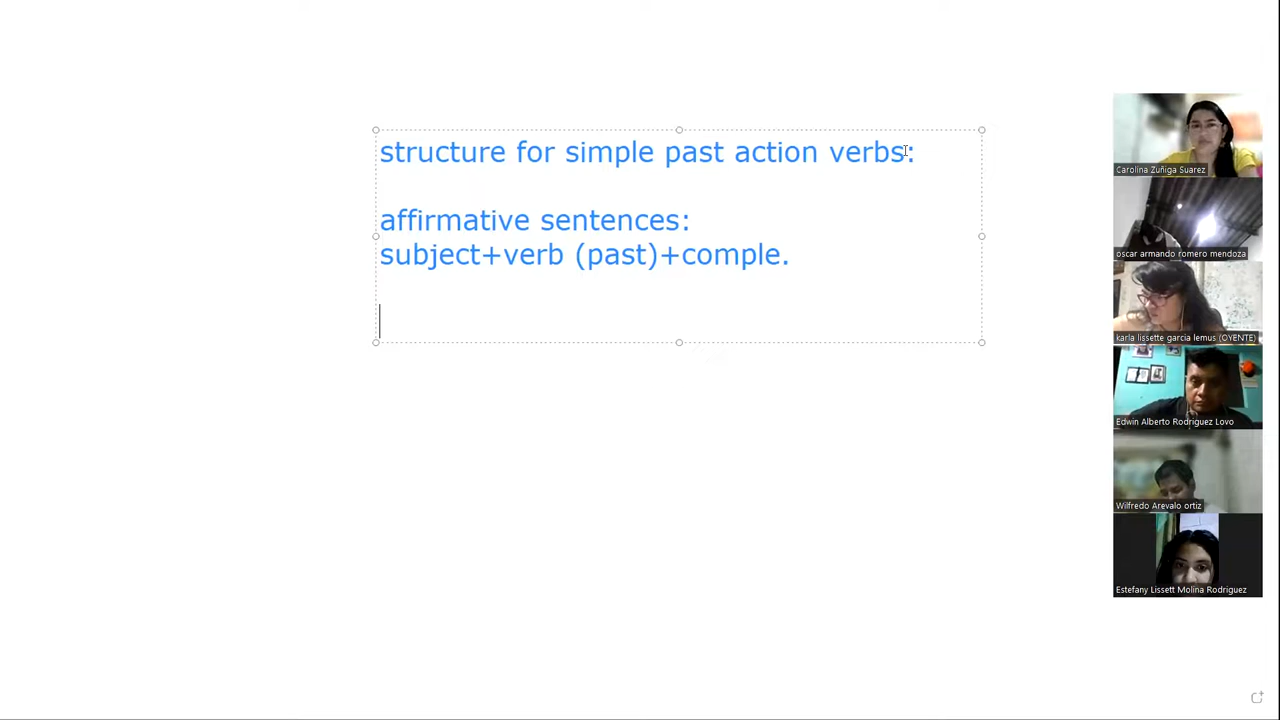 structure for simple past action verbs:
affirmative sentences:
subject+verb (past)+comple.
Carolina Zuñiga Suarez
oscar armando romero mendoza
karla lissette garcia lemus (OYENTE)
Edwin Alberto Rodriguez Lovo
Wilfredo Arevalo ortiz
Estefany Lissett Molina Rodriguez